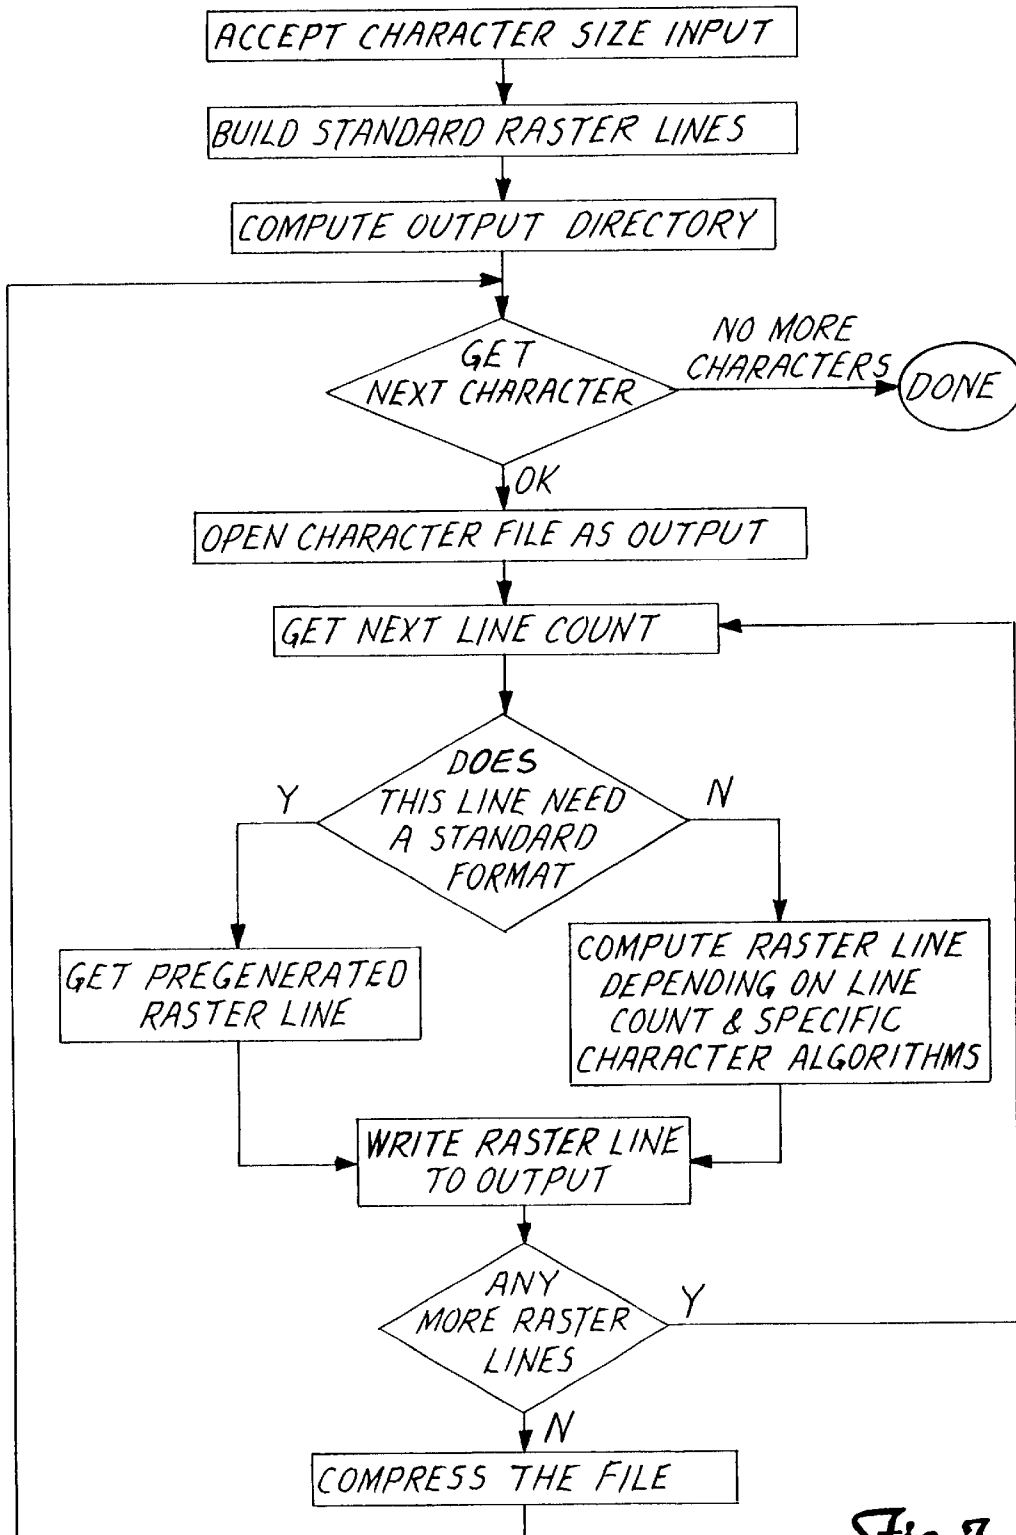 ACCEPT CHARACTER SIZE INPUT
BUILD STANDARD RASTER LINES
COMPUTE OUTPUT DIRECTORY
GET
NEXT CHARACTER
NO MORE
CHARACTERS
DONE
OK
OPEN CHARACTER FILE AS OUTPUT
GET NEXT LINE COUNT
DOES
THIS LINE NEED
A STANDARD
FORMAT
Y
N
GET PREGENERATED
RASTER LINE
COMPUTE RASTER LINE
DEPENDING ON LINE
COUNT & SPECIFIC
CHARACTER ALGORITHMS
WRITE RASTER LINE
TO OUTPUT
ANY
MORE RASTER
LINES
Y
N
COMPRESS THE FILE
Fig. 7